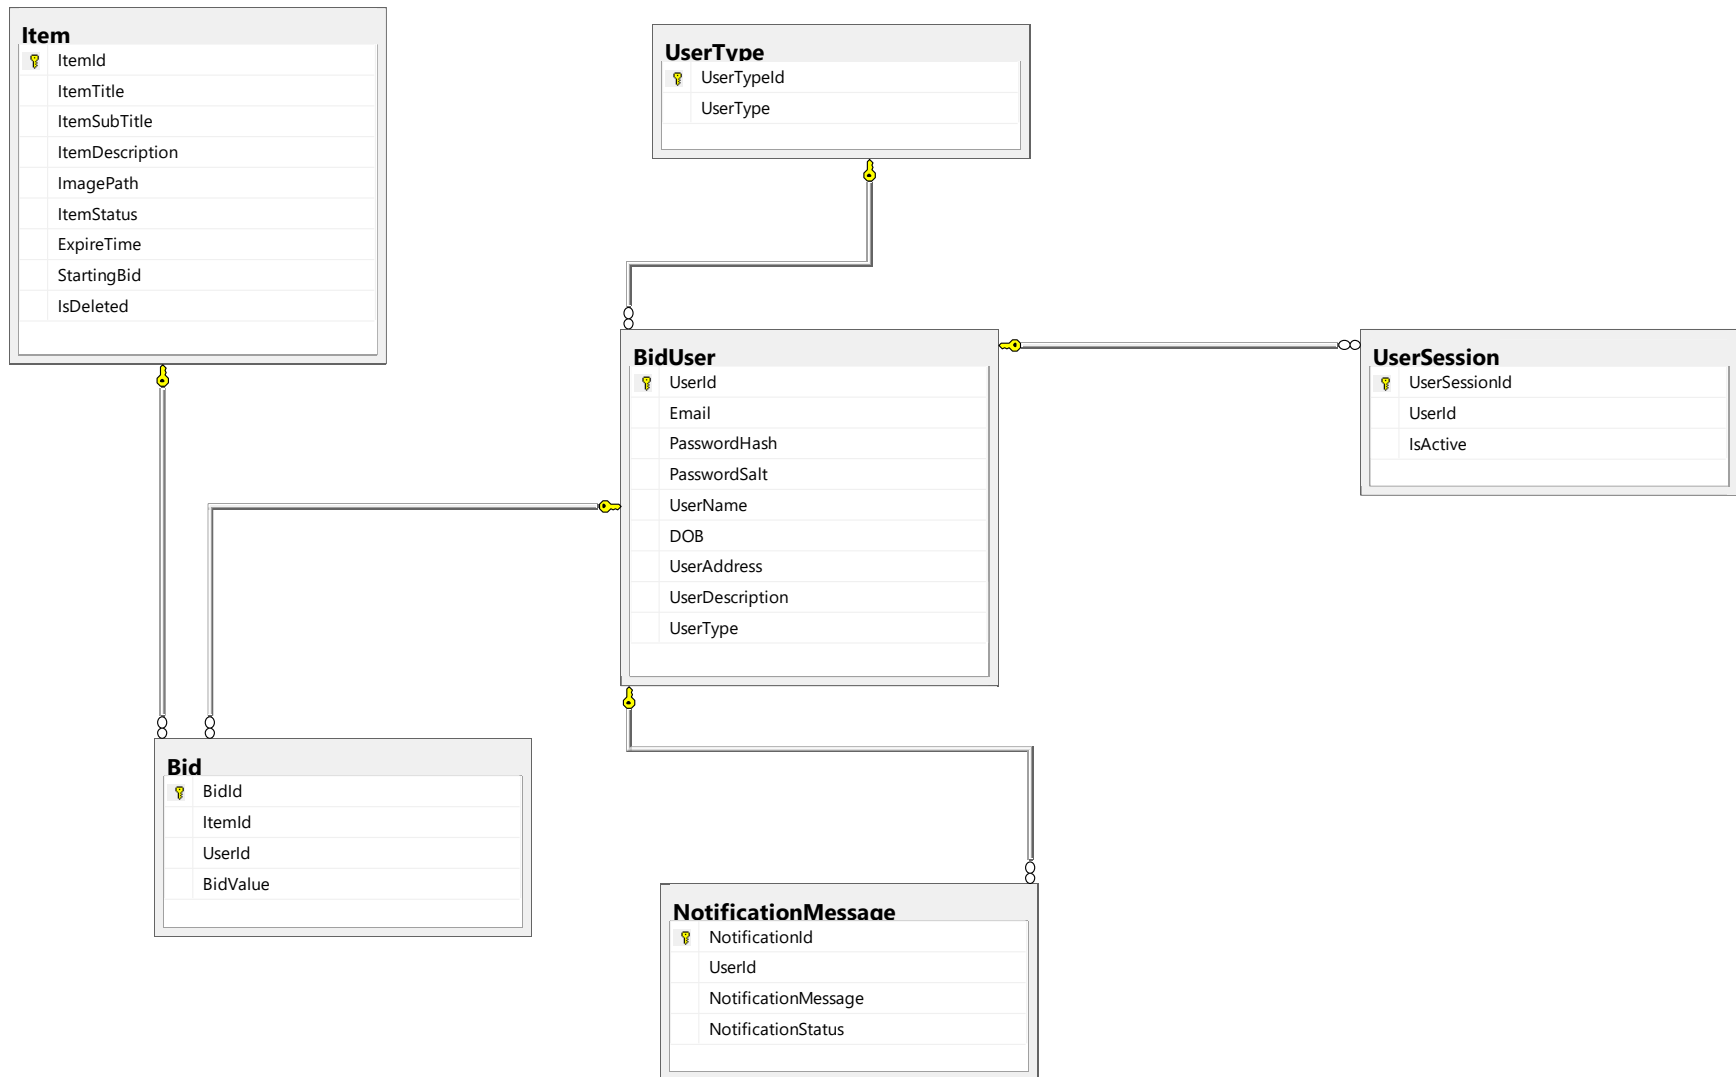 Item
ItemId
ItemTitle
ItemSubTitle
ItemDescription
ImagePath
ItemStatus
ExpireTime
StartingBid
IsDeleted
UserType
UserTypeId
UserType
BidUser
UserId
Email
PasswordHash
PasswordSalt
UserName
DOB
UserAddress
UserDescription
UserType
UserSession
UserSessionId
UserId
IsActive
Bid
BidId
ItemId
UserId
BidValue
NotificationMessage
NotificationId
UserId
NotificationMessage
NotificationStatus